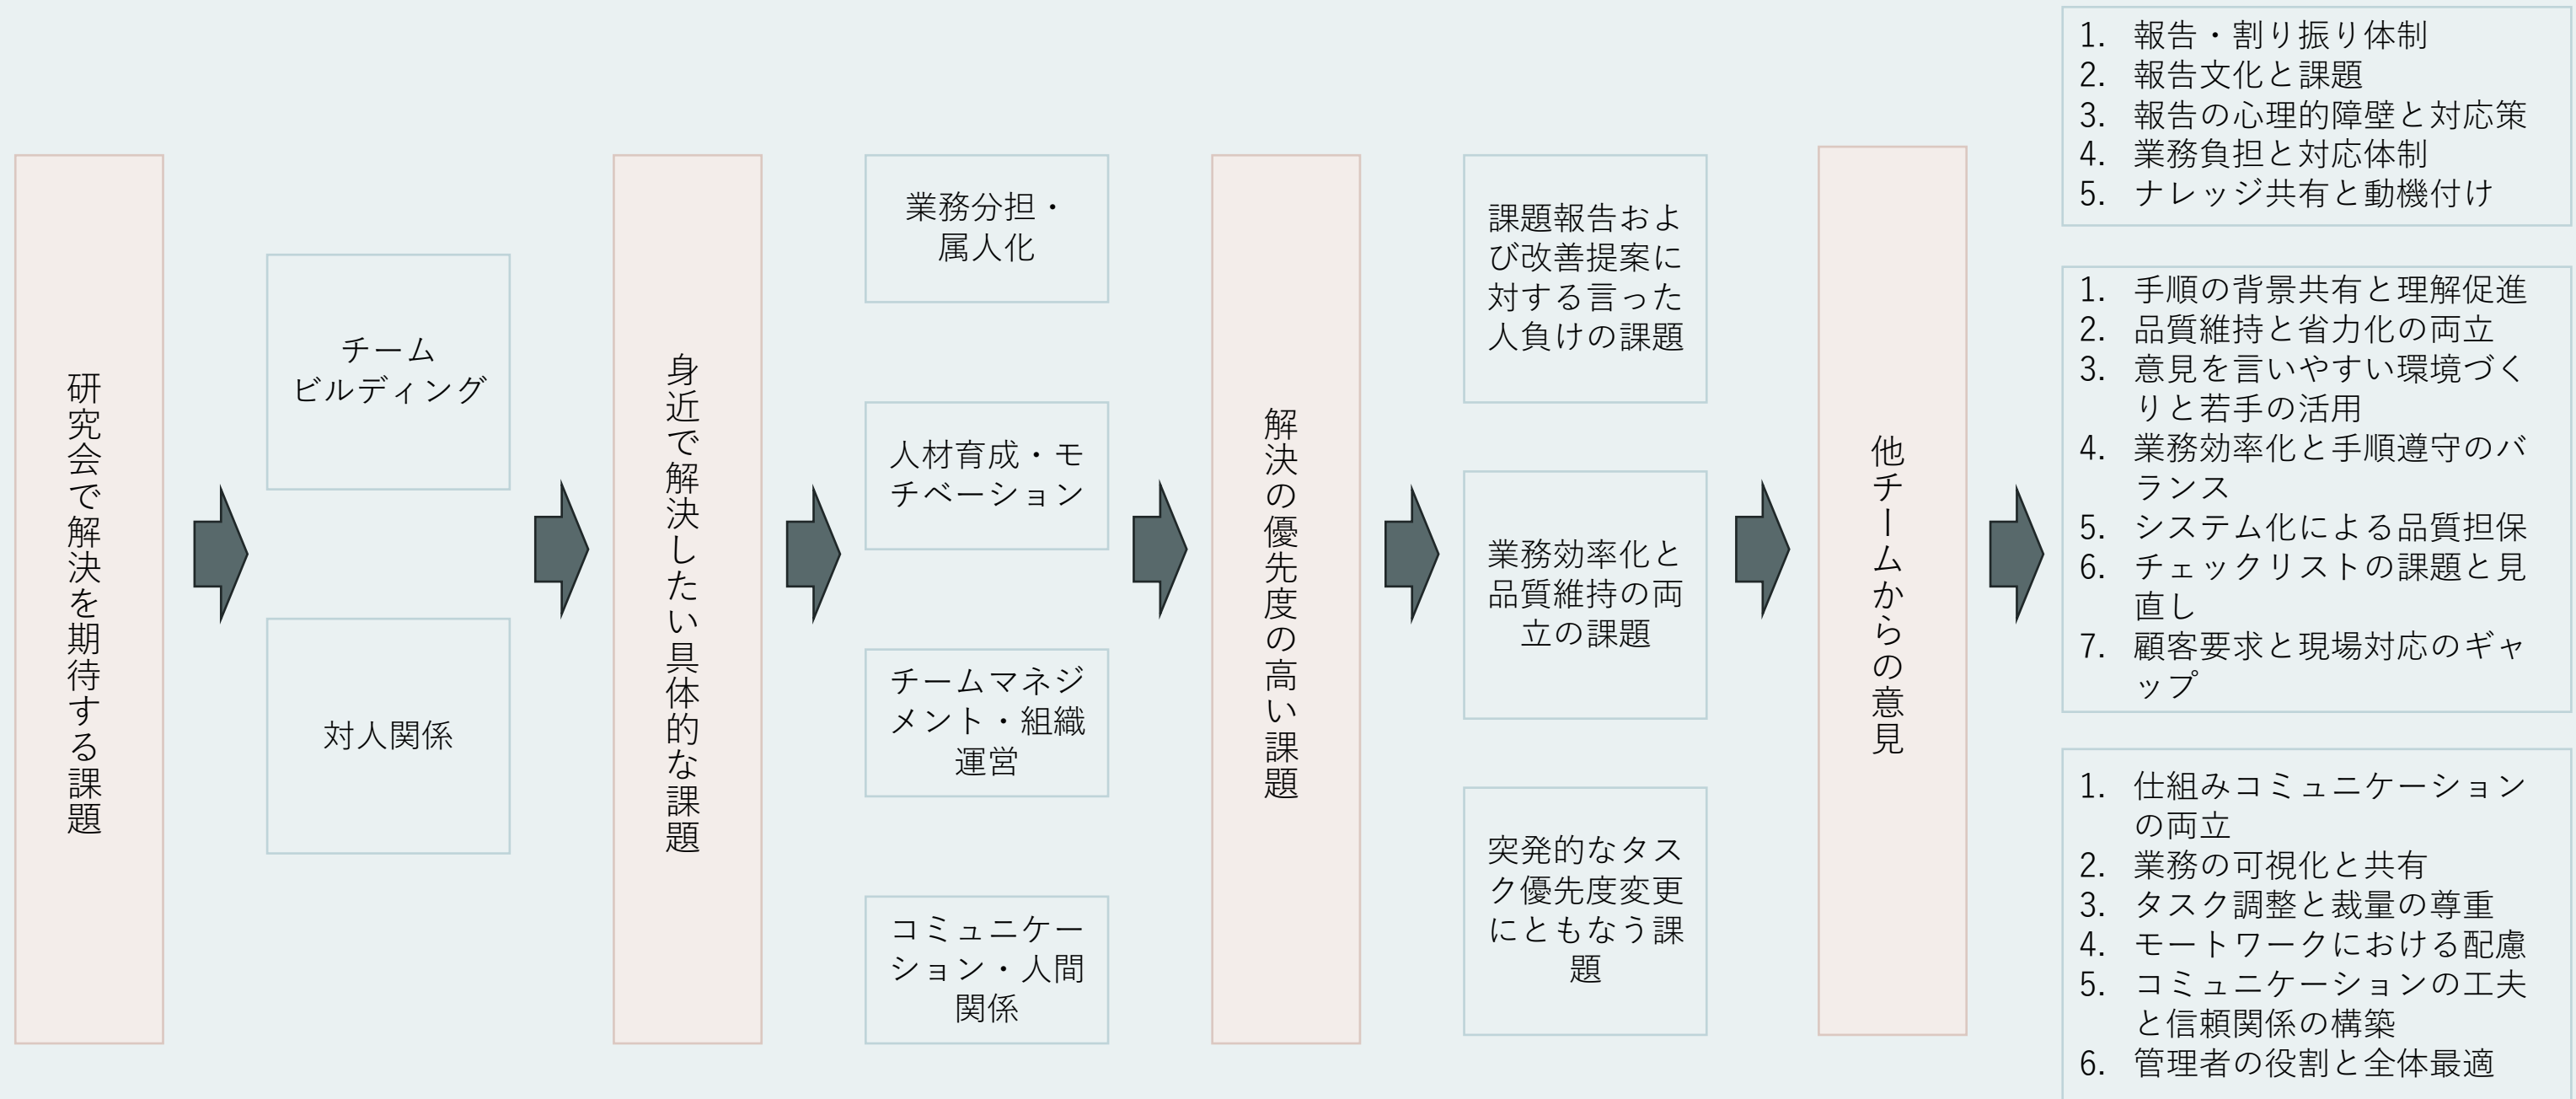 研究会で解決を期待する課題
チーム
ビルディング
対人関係
身近で解決したい具体的な課題
業務分担・
属人化
人材育成・モ
チベーション
チームマネジ
メント・組織
運営
コミュニケー
ション・人間
関係
解決の優先度の高い課題
課題報告およ
び改善提案に
対する言った
人負けの課題
業務効率化と
品質維持の両
立の課題
突発的なタス
ク優先度変更
にともなう課
題
他チームからの意見
1. 報告・割り振り体制
2. 報告文化と課題
3. 報告の心理的障壁と対応策
4. 業務負担と対応体制
5. ナレッジ共有と動機付け
1. 手順の背景共有と理解促進
2. 品質維持と省力化の両立
3. 意見を言いやすい環境づく
りと若手の活用
4. 業務効率化と手順遵守のバ
ランス
5. システム化による品質担保
6. チェックリストの課題と見
直し
7. 顧客要求と現場対応のギャ
ップ
1. 仕組みコミュニケーション
の両立
2. 業務の可視化と共有
3. タスク調整と裁量の尊重
4. モートワークにおける配慮
5. コミュニケーションの工夫
と信頼関係の構築
6. 管理者の役割と全体最適